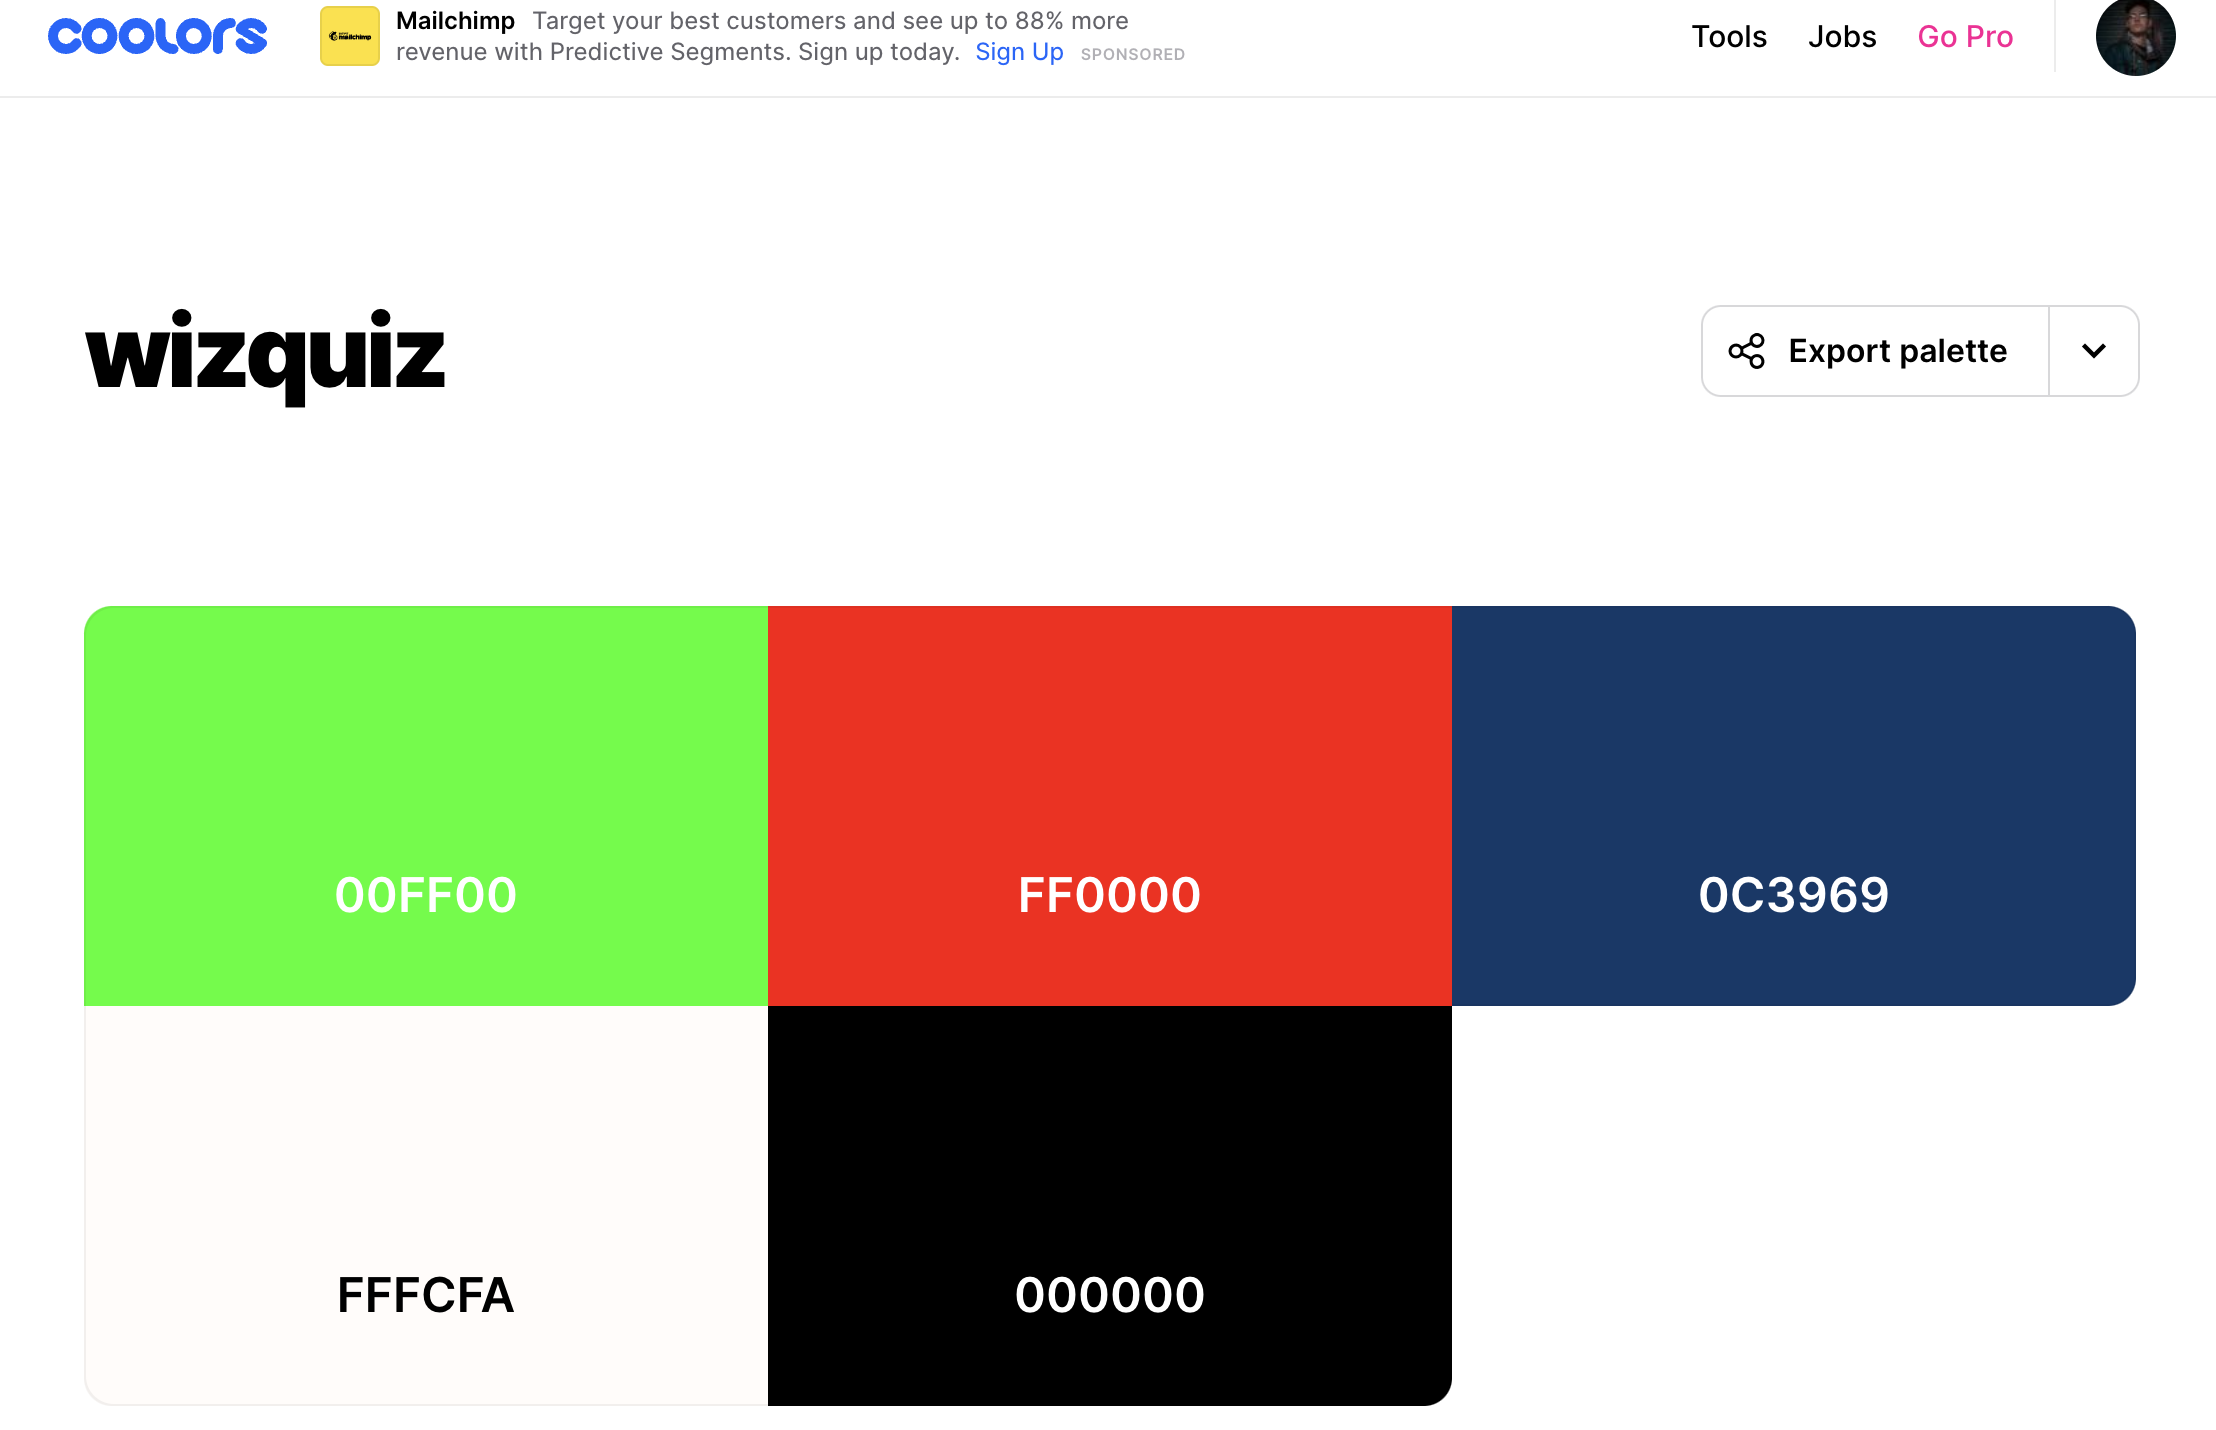 coolors
Mailchimp Target your best customers and see up to 88% more
revenue with Predictive Segments. Sign up today. Sign Up SPONSORED
Tools Jobs Go Pro
wizquiz
Export palette
00FF00 FF0000 0C3969
FFFCFA 000000